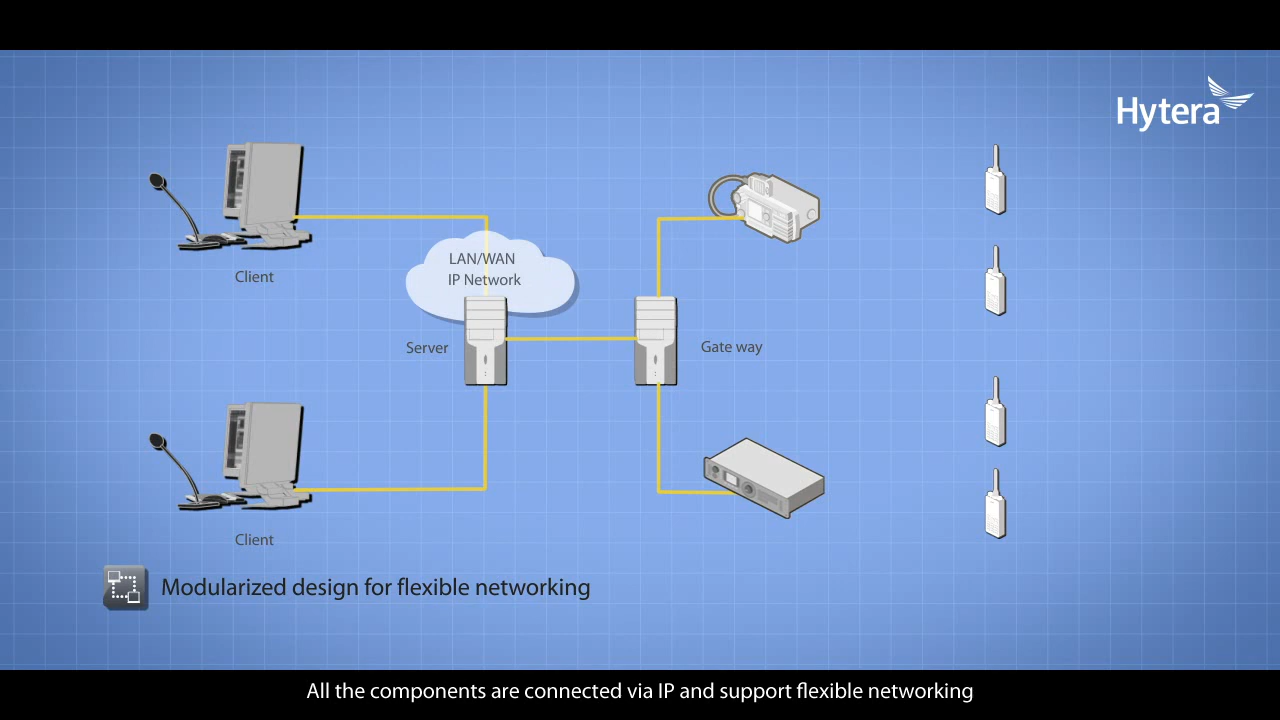 Hytera
Client
LAN/WAN
IP Network
Server
Gate way
Client
Modularized design for flexible networking
All the components are connected via IP and support flexible networking